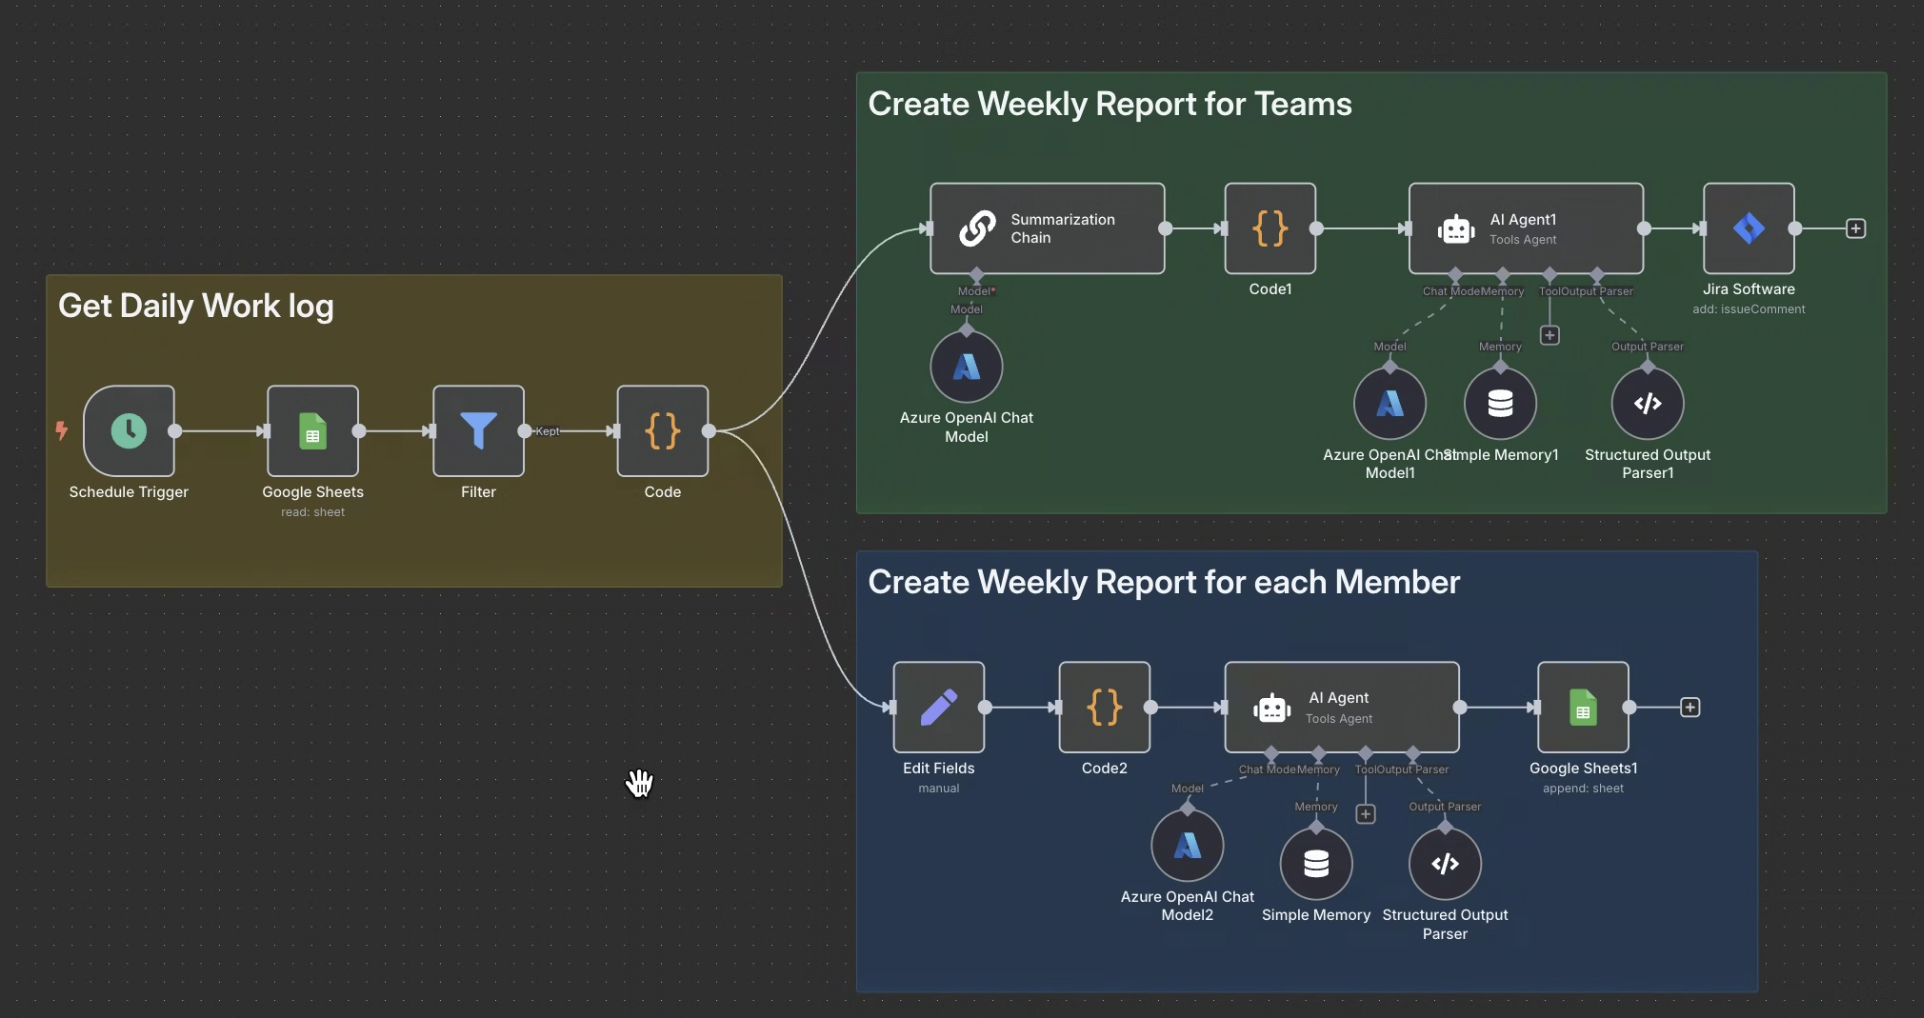 Create Weekly Report for Teams
Summarization
Chain
Model*
Model
Azure OpenAI Chat
Model
Code1
AI Agent1
Tools Agent
Chat Model
Memory
Tool
Output Parser
Model
Memory
Output Parser
Azure OpenAI Chat
Model1
Simple Memory1
Structured Output
Parser1
Jira Software
add: issueComment
Get Daily Work log
Schedule Trigger
Google Sheets
read: sheet
Filter
Kept
Code
Create Weekly Report for each Member
Edit Fields
manual
Code2
AI Agent
Tools Agent
Chat Model
Memory
Tool
Output Parser
Model
Memory
Output Parser
Azure OpenAI Chat
Model2
Simple Memory
Structured Output
Parser
Google Sheets1
append: sheet